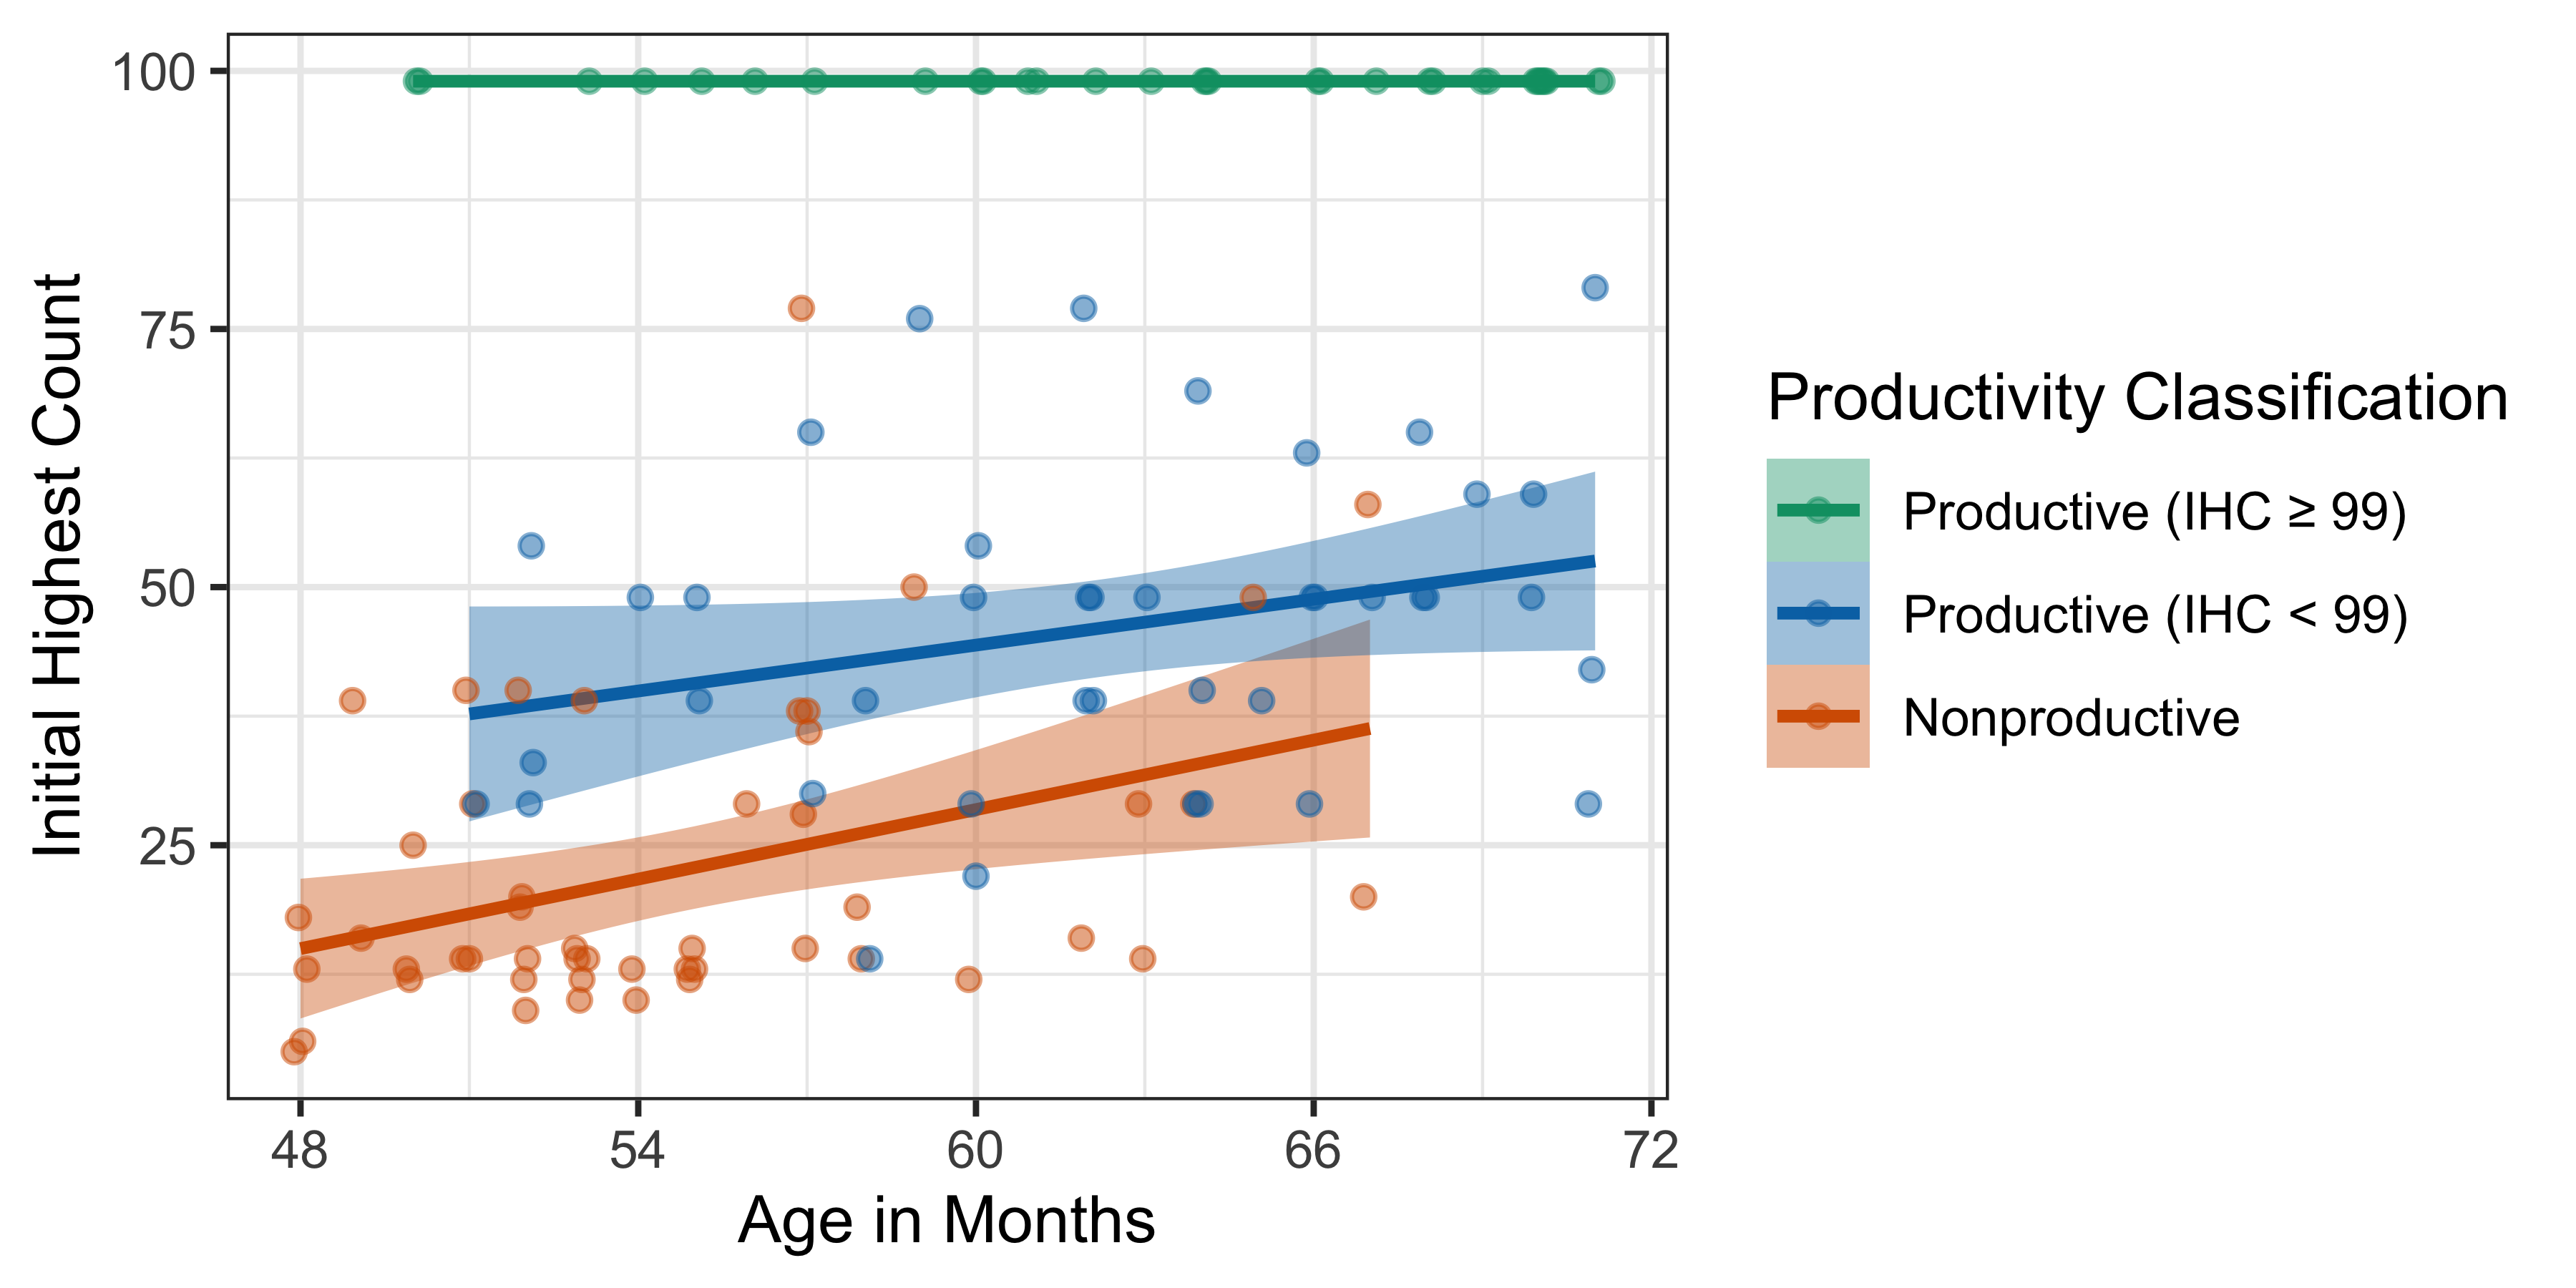 100
75
50
25
Initial Highest Count
48 54 60 66 72
Age in Months
Productivity Classification
Productive (IHC ≥ 99)
Productive (IHC < 99)
Nonproductive